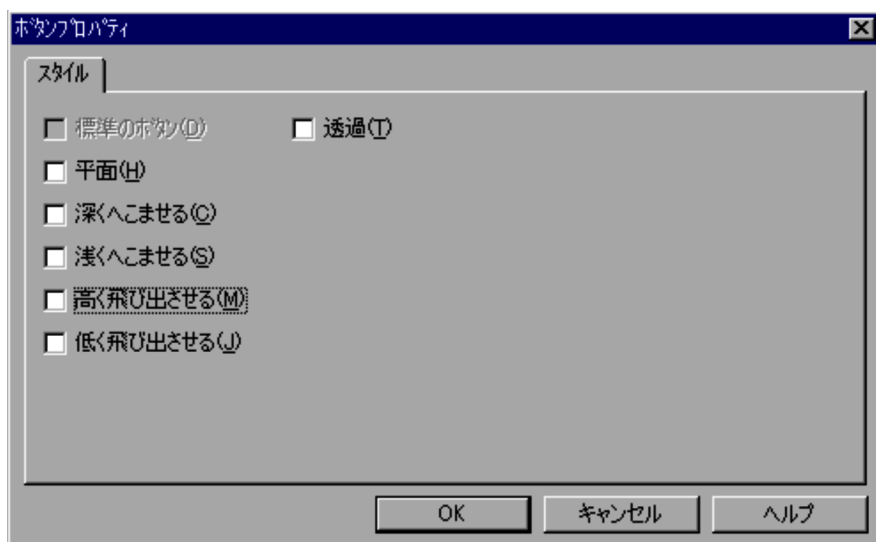 ﾎﾞﾀﾝﾌﾟﾛﾊﾟﾃｨ
ｽﾀｲﾙ
標準のﾎﾞﾀﾝ(D) 透過(T)
平面(H)
深くへこませる(C)
浅くへこませる(S)
高く飛び出させる(M)
低く飛び出させる(J)
OK キャンセル ヘルプ